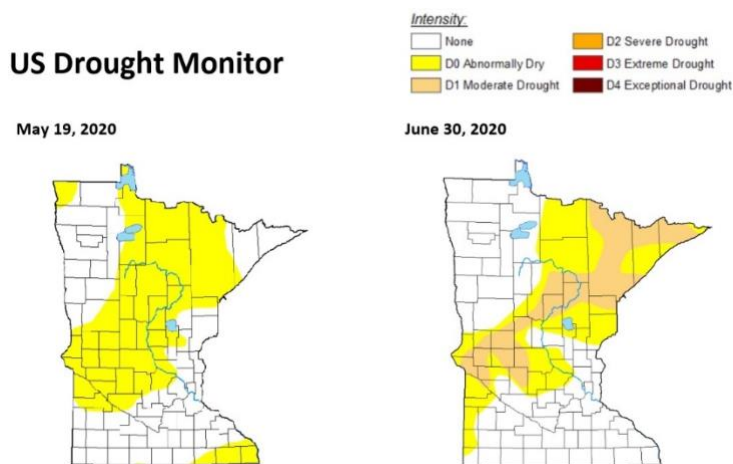 US Drought Monitor
Intensity:
None
D0 Abnormally Dry
D1 Moderate Drought
D2 Severe Drought
D3 Extreme Drought
D4 Exceptional Drought
May 19, 2020
June 30, 2020